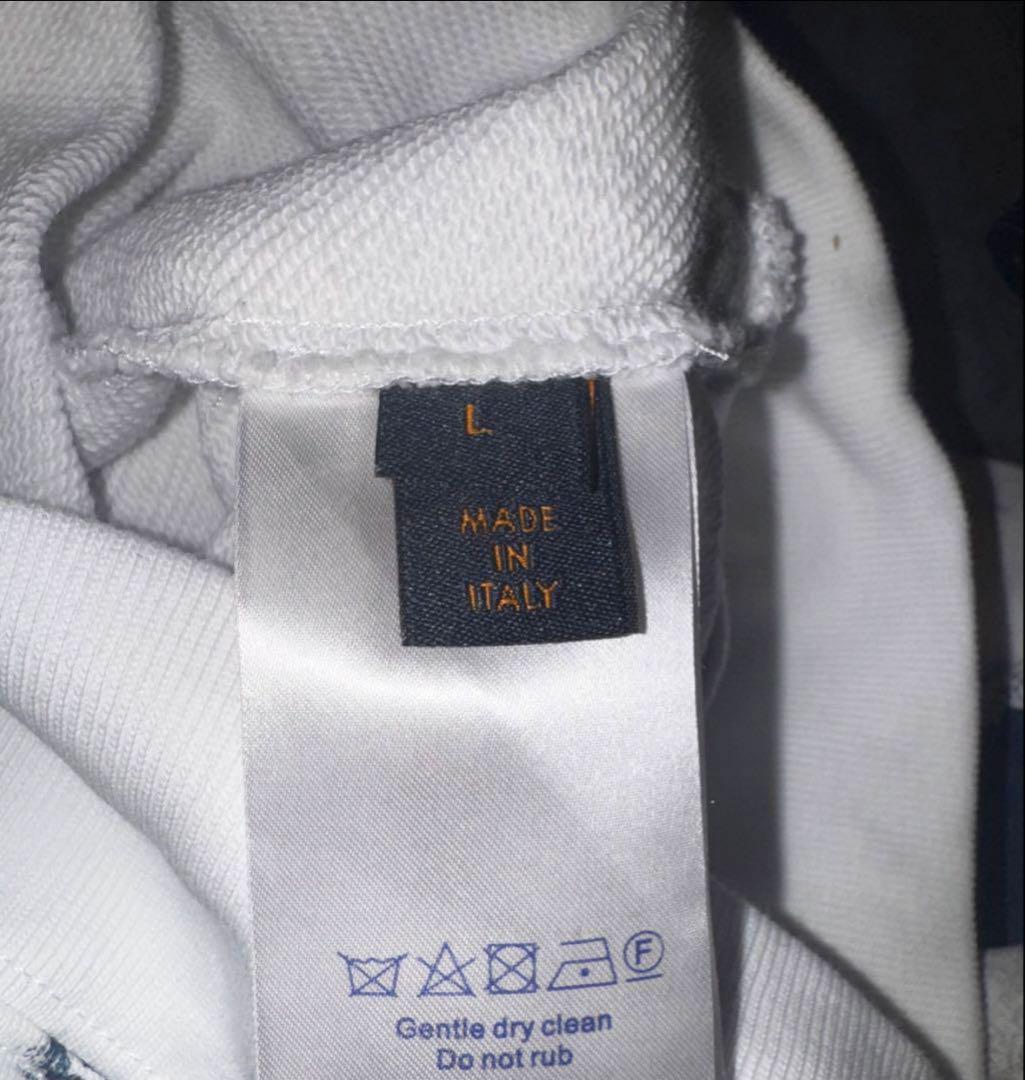 L
MADE
IN
ITALY
F
Gentle dry clean
Do not rub